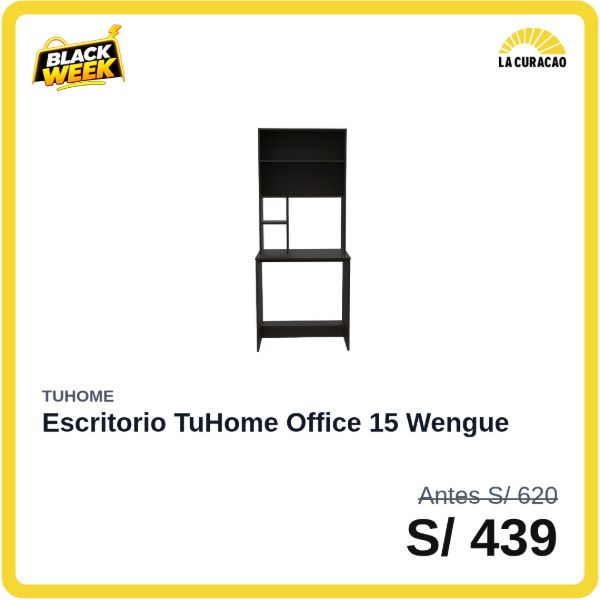 BLACK
WEEK
LA CURACAO
TUHOME
Escritorio TuHome Office 15 Wengue
Antes S/ 620
S/ 439